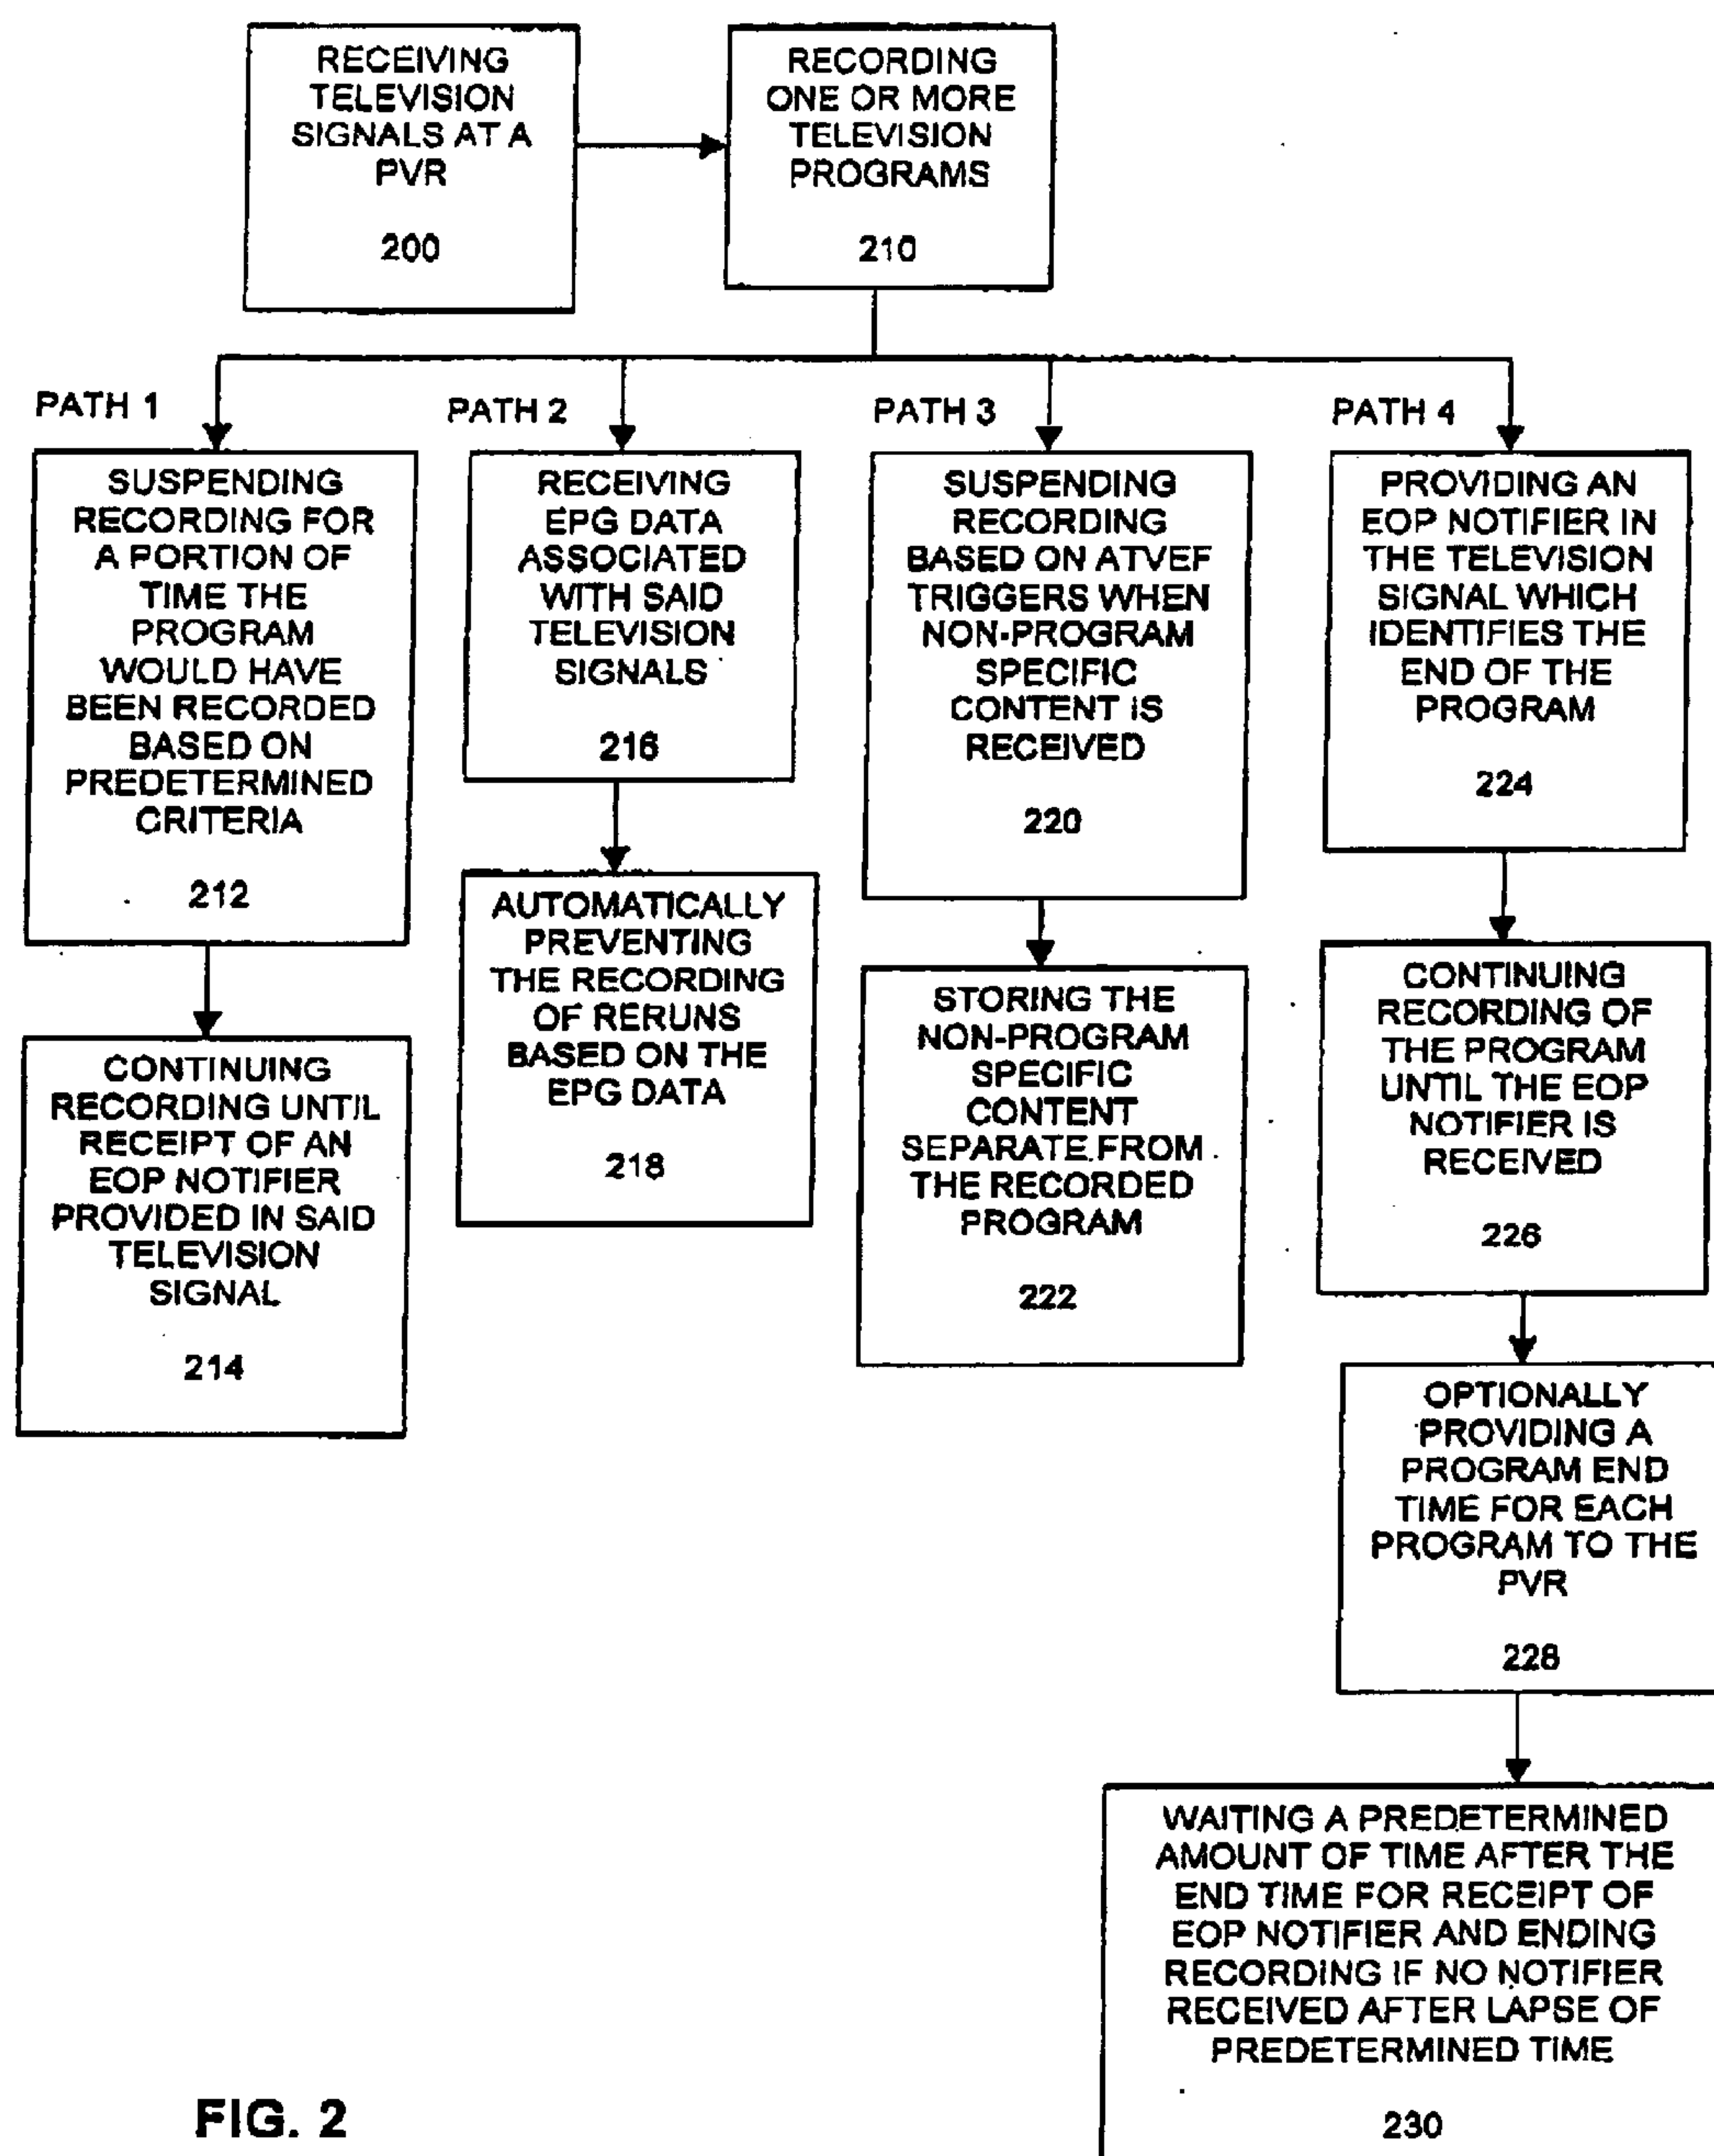 RECEIVING
TELEVISION
SIGNALS AT A
PVR
200
RECORDING
ONE OR MORE
TELEVISION
PROGRAMS
210
PATH 1
SUSPENDING
RECORDING FOR
A PORTION OF
TIME THE
PROGRAM
WOULD HAVE
BEEN RECORDED
BASED ON
PREDETERMINED
CRITERIA
212
CONTINUING
RECORDING UNTIL
RECEIPT OF AN
EOP NOTIFIER
PROVIDED IN SAID
TELEVISION
SIGNAL
214
PATH 2
RECEIVING
EPG DATA
ASSOCIATED
WITH SAID
TELEVISION
SIGNALS
216
AUTOMATICALLY
PREVENTING
THE RECORDING
OF RERUNS
BASED ON THE
EPG DATA
218
PATH 3
SUSPENDING
RECORDING
BASED ON ATVEF
TRIGGERS WHEN
NON-PROGRAM
SPECIFIC
CONTENT IS
RECEIVED
220
STORING THE
NON-PROGRAM
SPECIFIC
CONTENT
SEPARATE FROM
THE RECORDED
PROGRAM
222
PATH 4
PROVIDING AN
EOP NOTIFIER IN
THE TELEVISION
SIGNAL WHICH
IDENTIFIES THE
END OF THE
PROGRAM
224
CONTINUING
RECORDING OF
THE PROGRAM
UNTIL THE EOP
NOTIFIER IS
RECEIVED
226
OPTIONALLY
PROVIDING A
PROGRAM END
TIME FOR EACH
PROGRAM TO THE
PVR
228
WAITING A PREDETERMINED
AMOUNT OF TIME AFTER THE
END TIME FOR RECEIPT OF
EOP NOTIFIER AND ENDING
RECORDING IF NO NOTIFIER
RECEIVED AFTER LAPSE OF
PREDETERMINED TIME
230
FIG. 2